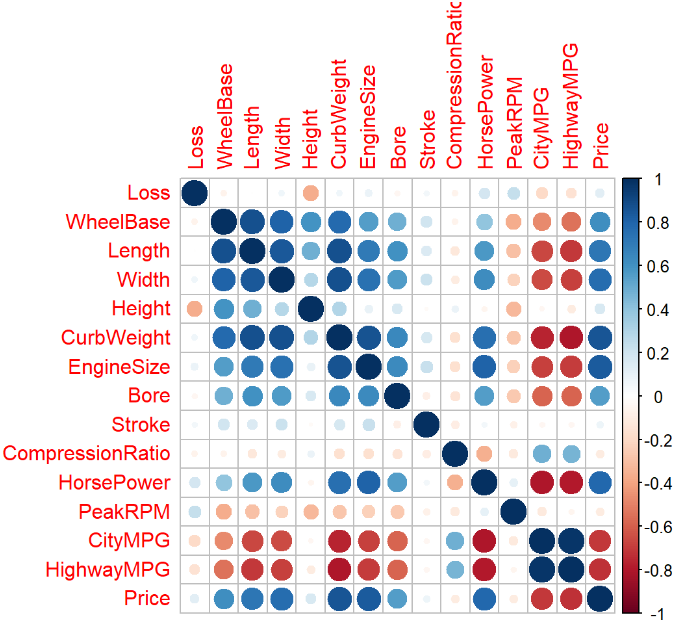 Loss
WheelBase
Length
Width
Height
CurbWeight
EngineSize
Bore
Stroke
CompressionRatio
HorsePower
PeakRPM
CityMPG
HighwayMPG
Price
Loss
WheelBase
Length
Width
Height
CurbWeight
EngineSize
Bore
Stroke
CompressionRatio
HorsePower
PeakRPM
CityMPG
HighwayMPG
Price
1
0.8
0.6
0.4
0.2
0
-0.2
-0.4
-0.6
-0.8
-1